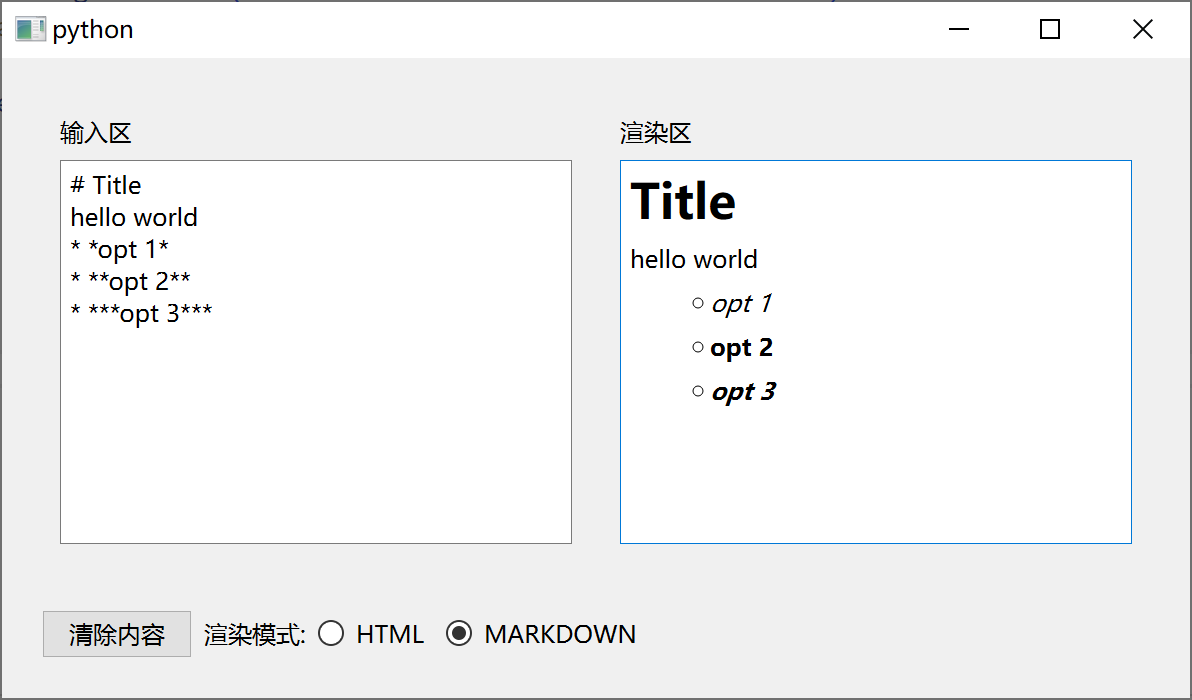 python
输入区
# Title
hello world
* *opt 1*
* **opt 2**
* ***opt 3***
渲染区
Title
hello world
opt 1
opt 2
opt 3
清除内容 渲染模式: HTML MARKDOWN